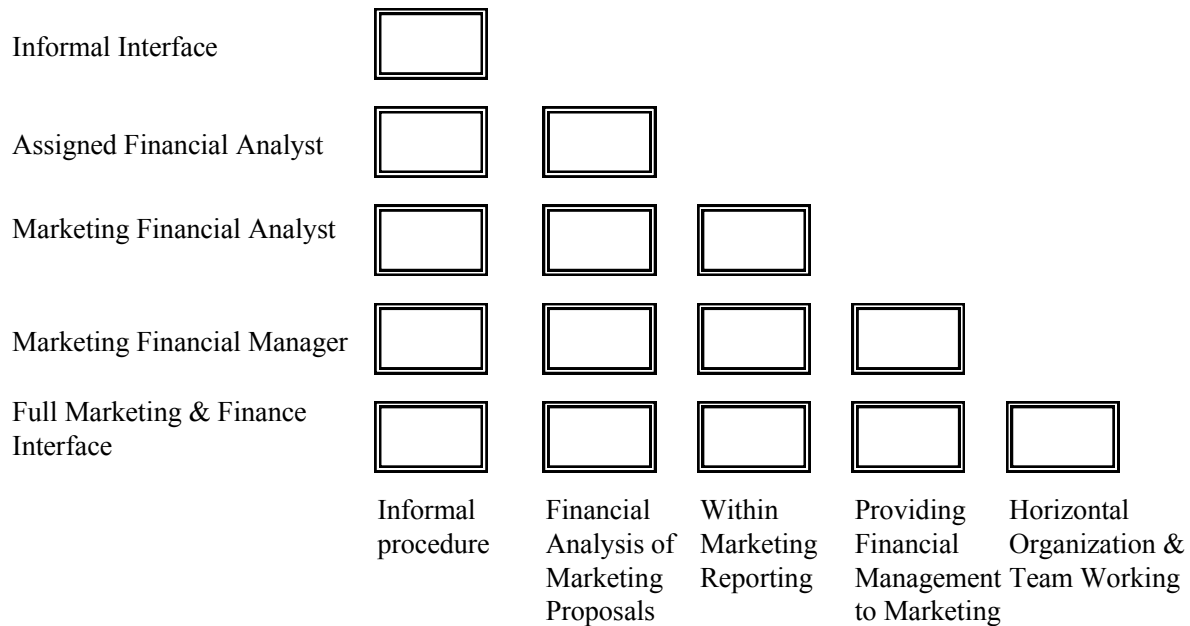 Informal Interface
Assigned Financial Analyst
Marketing Financial Analyst
Marketing Financial Manager
Full Marketing & Finance
Interface
Informal
procedure
Financial
Analysis of
Marketing
Proposals
Within
Marketing
Reporting
Providing
Financial
Management
to Marketing
Horizontal
Organization &
Team Working